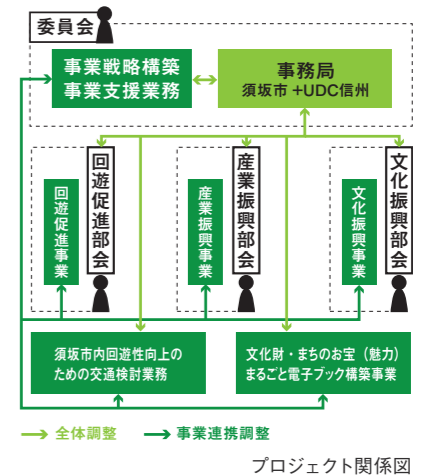 委員会
事業戦略構築
事業支援業務
事務局
須坂市 +UDC信州
回遊促進部会
回遊促進事業
産業振興部会
産業振興事業
文化振興部会
文化振興事業
須坂市内回遊性向上の
ための交通検討業務
文化財・まちのお宝（魅力）
まるごと電子ブック構築事業
全体調整
事業連携調整
プロジェクト関係図